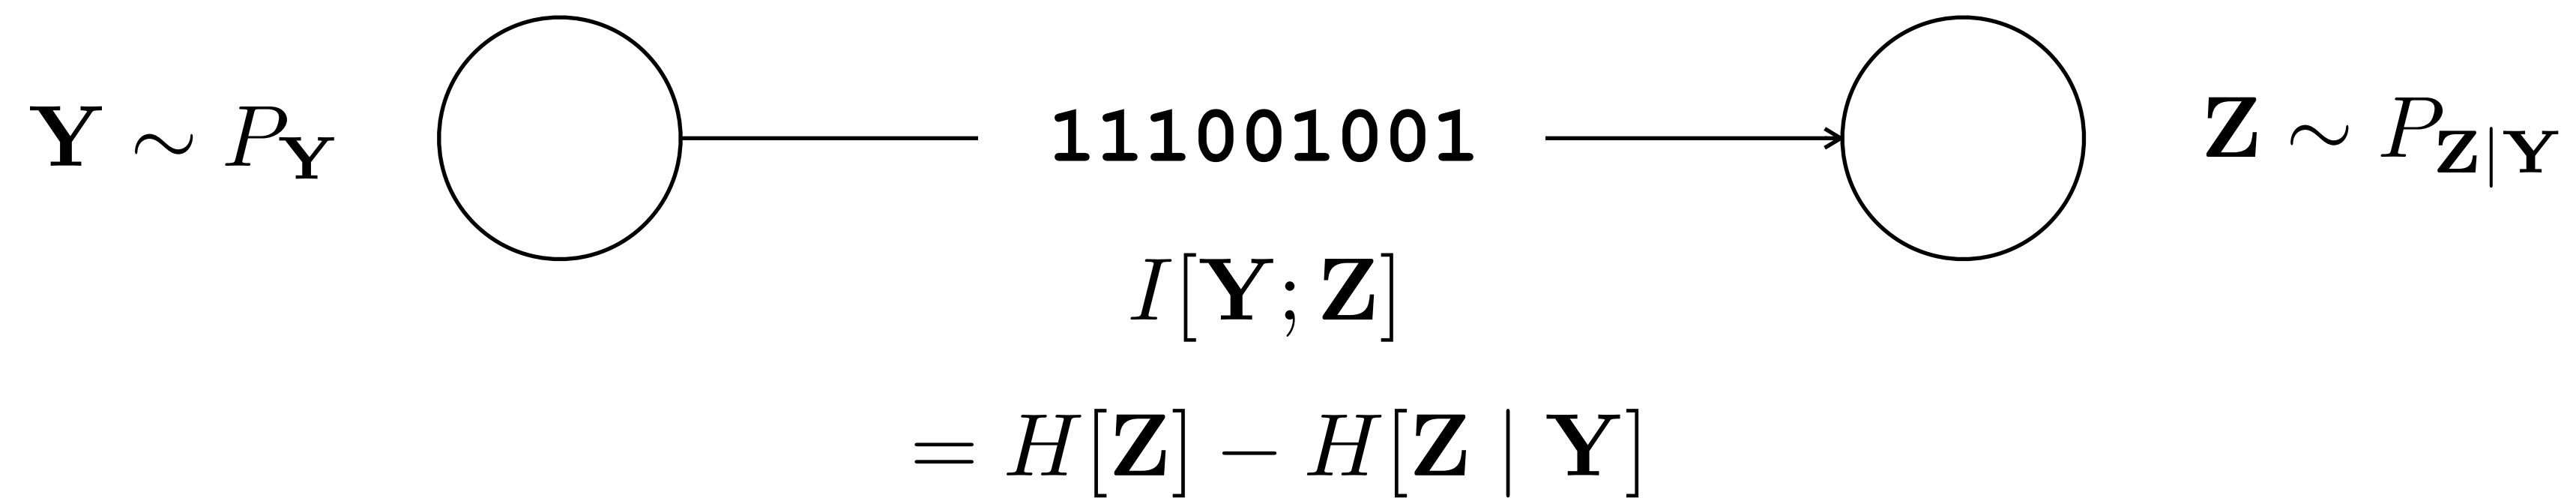 𝐘 ∼ P_𝐘 111001001 𝐙 ∼ P_{𝐙|𝐘}
I[𝐘; 𝐙]
= H[𝐙] − H[𝐙 | 𝐘]